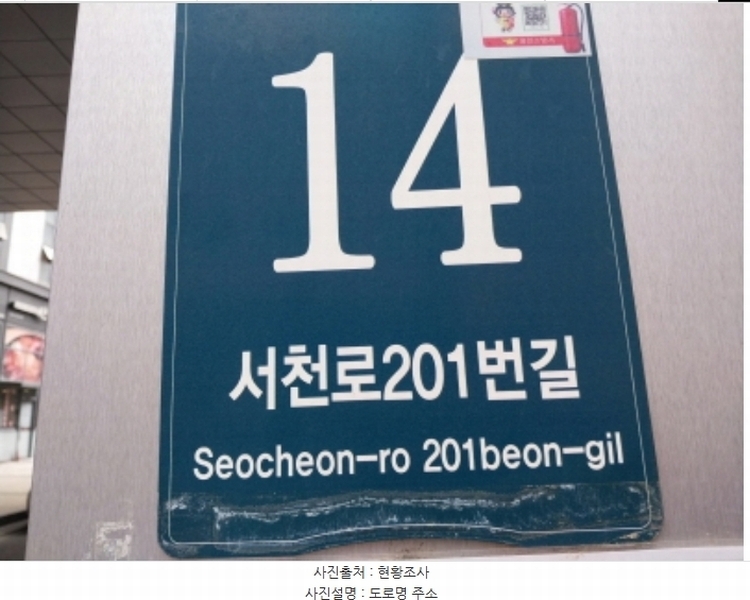 14
서천로201번길
Seocheon-ro 201beon-gil
사진출처 : 현황조사
사진설명 : 도로명 주소